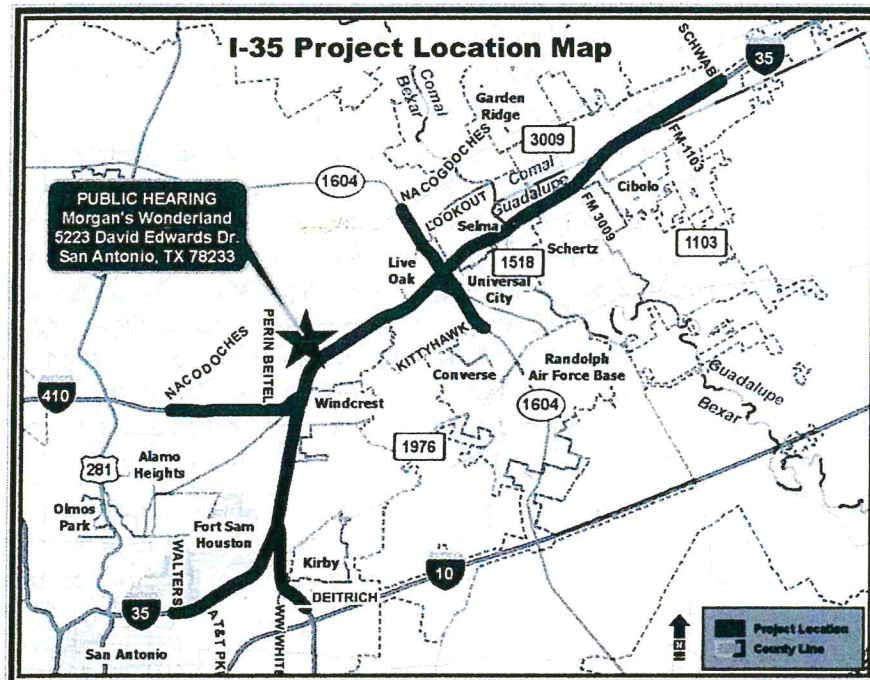 I-35 Project Location Map
SCHWAB
35
Comal
Bexar
Garden
Ridge
3009
NACOGDOCHES
1604
LOOKOUT
Comal
Guadalupe
FM-1103
Cibolo
FM 3009
PUBLIC HEARING
Morgan's Wonderland
5223 David Edwards Dr.
San Antonio, TX 78233
Selma
1518
Schertz
1103
Live
Oak
Universal
City
PERIN BEITEL
NACODOCHES
KITTYHAWK
Converse
Randolph
Air Force Base
Guadalupe
Bexar
410
Windcrest
1604
1976
281
Alamo
Heights
Olmos
Park
Fort Sam
Houston
WALTERS
Kirby
10
DEITRICH
35
AT&T PK
WWWHITE
San Antonio
N
Project Location
County Line